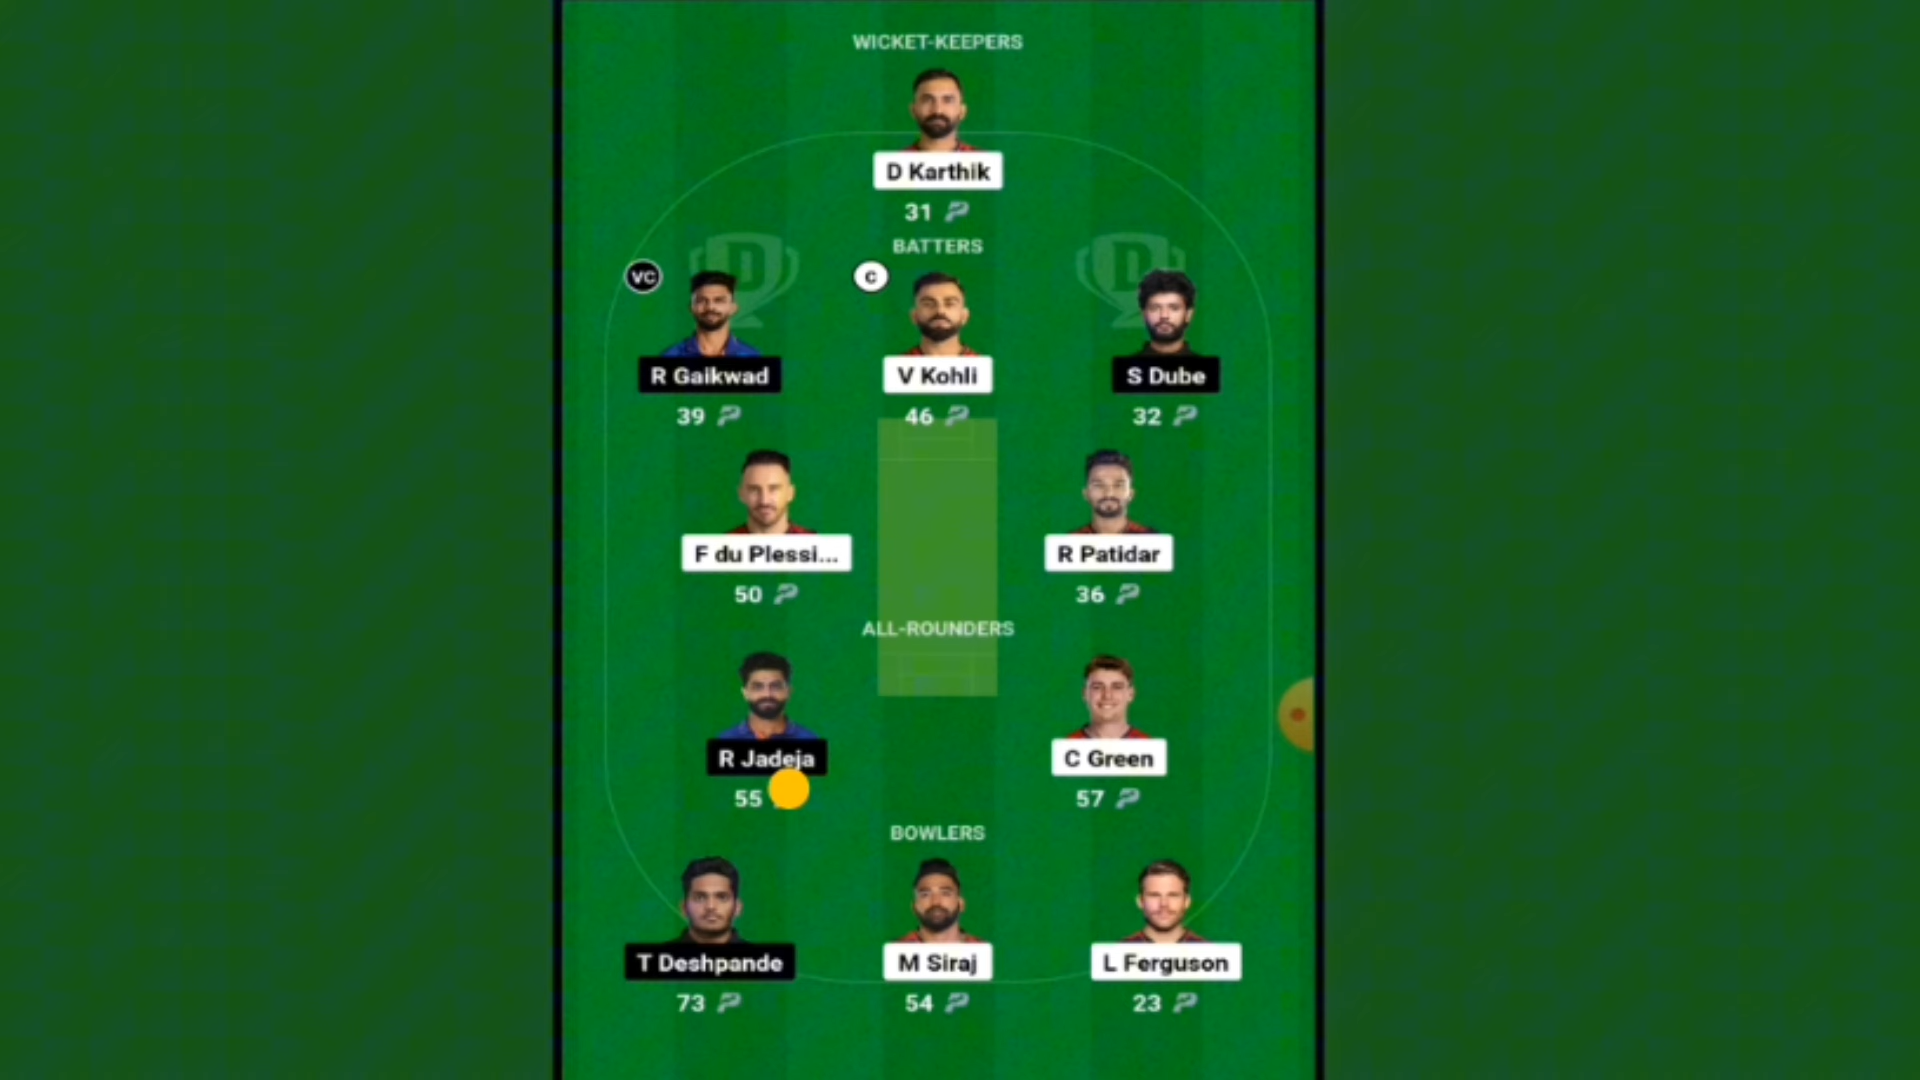 WICKET-KEEPERS
D Karthik
31
BATTERS
VC
C
R Gaikwad
V Kohli
S Dube
39
46
32
F du Plessi...
R Patidar
50
36
ALL-ROUNDERS
R Jadeja
C Green
55
57
BOWLERS
T Deshpande
M Siraj
L Ferguson
73
54
23